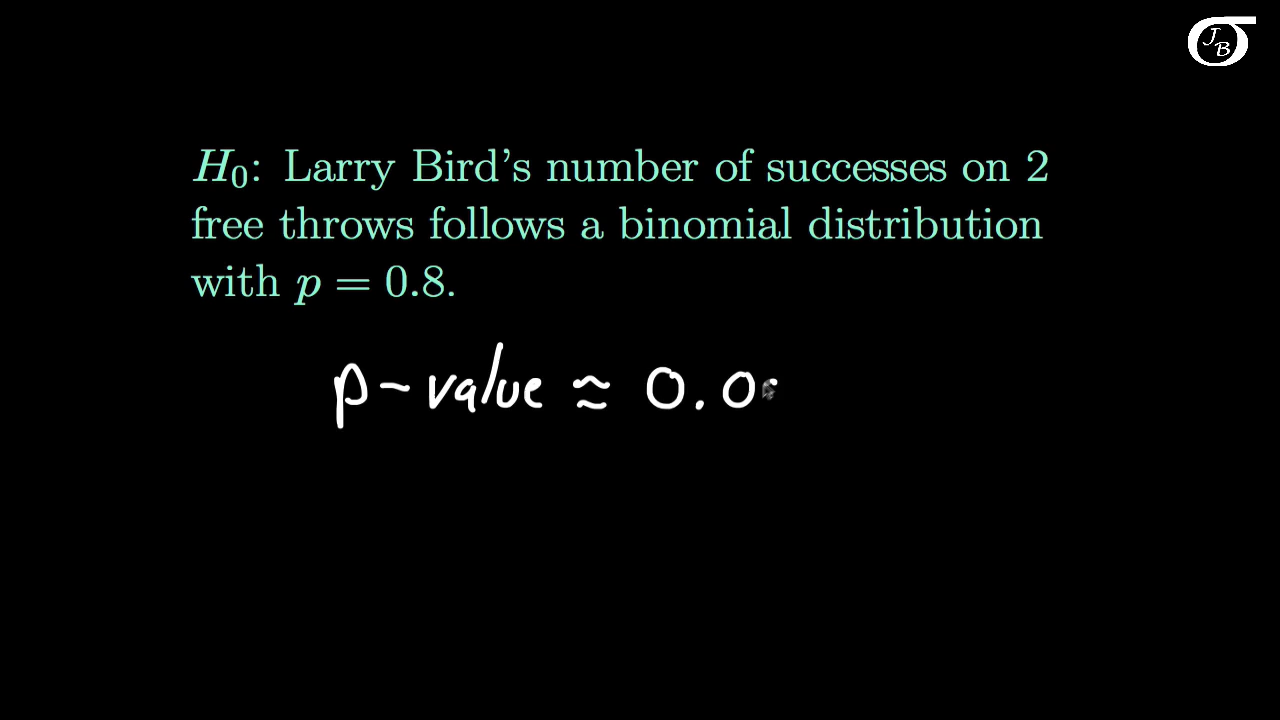 JB
H₀: Larry Bird's number of successes on 2
free throws follows a binomial distribution
with p = 0.8.
p-value ≈ 0.0